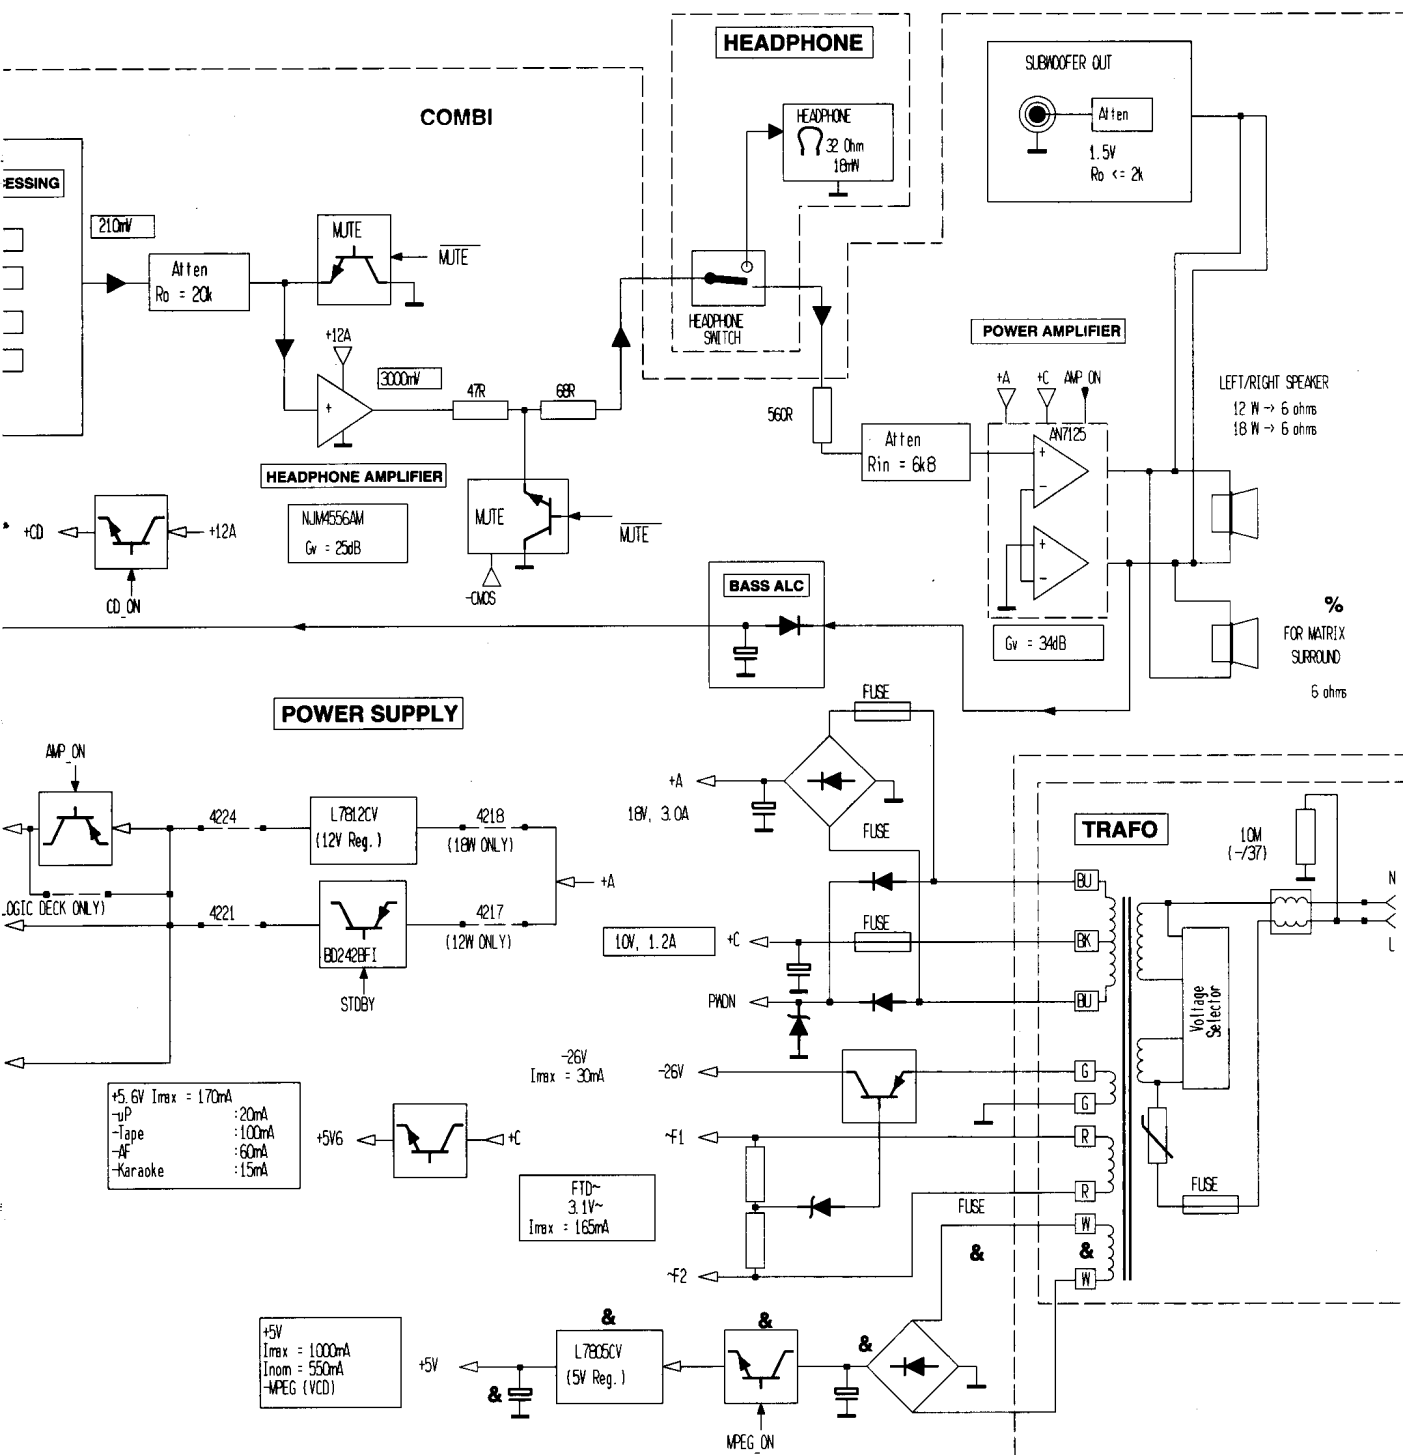 HEADPHONE
SUBWOOFER OUT
Atten
1.5V
Ro <= 2k
COMBI
HEADPHONE
32 Ohm
18mW
CESSING
210mV
MUTE
MUTE
Atten
Ro = 20k
HEADPHONE
SWITCH
POWER AMPLIFIER
+12A
3000mV
47R
68R
560R
+A
+C
AMP_ON
AN7125
LEFT/RIGHT SPEAKER
12 W -> 6 ohms
18 W -> 6 ohms
Atten
Rin = 6k8
HEADPHONE AMPLIFIER
NJM4556AM
Gv = 25dB
MUTE
MUTE
-CMOS
+CD
+12A
CD_ON
BASS ALC
Gv = 34dB
%
FOR MATRIX
SURROUND
6 ohms
POWER SUPPLY
FUSE
AMP_ON
+A
18V, 3.0A
FUSE
4224
L7812CV
(12V Reg.)
4218
(18W ONLY)
TRAFO
10M
(-/37)
+A
BU
N
LOGIC DECK ONLY)
4221
BD242BFI
4217
(12W ONLY)
STDBY
10V, 1.2A
+C
FUSE
BK
L
PWDN
BU
Voltage
Selector
-26V
Imax = 30mA
-26V
G
G
+5.6V Imax = 170mA
-uP :20mA
-Tape :100mA
-AF :60mA
-Karaoke :15mA
+5V6
+C
~F1
R
FTD~
3.1V~
Imax = 165mA
R
FUSE
FUSE
W
&
&
W
~F2
+5V
Imax = 1000mA
Inom = 550mA
-MPEG (VCD)
+5V
&
&
L7805CV
(5V Reg.)
&
&
MPEG_ON